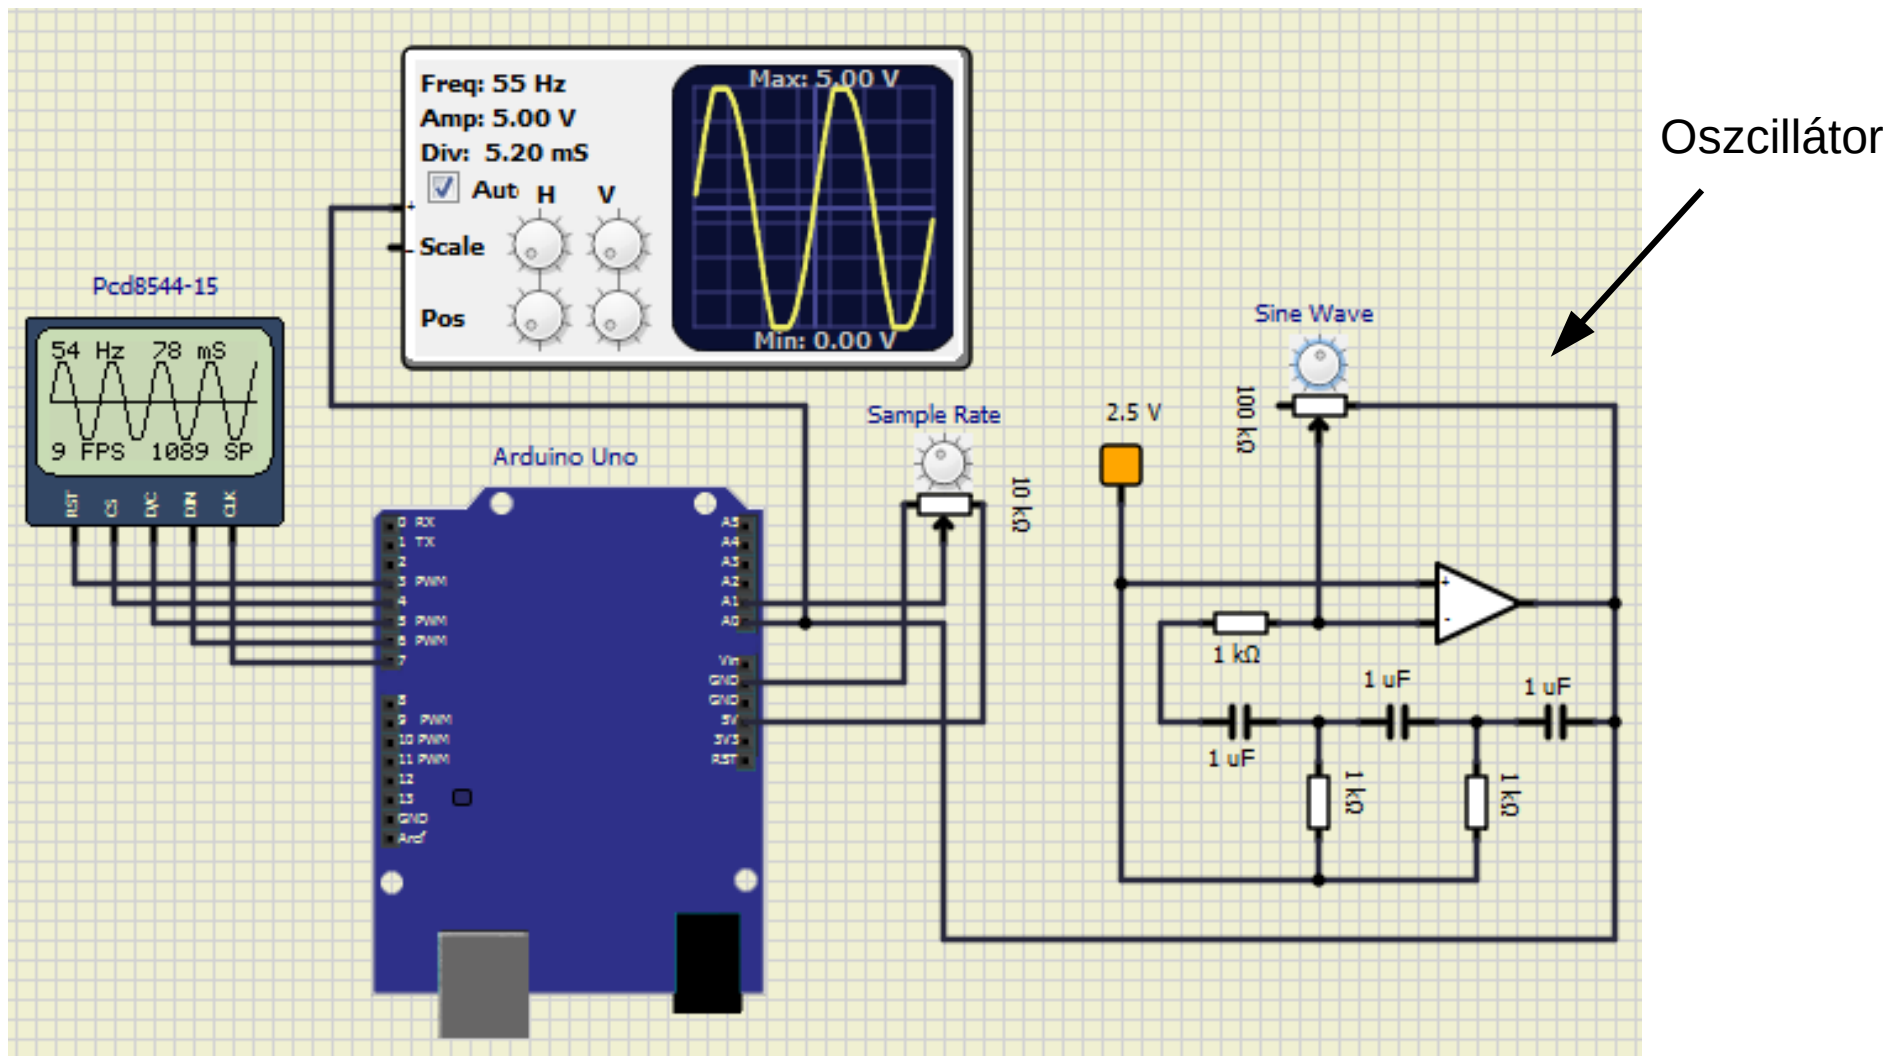 Oszcillátor
Freq: 55 Hz
Amp: 5.00 V
Div: 5.20 mS
Aut H V
+
-
Scale
Pos
Max: 5.00 V
Min: 0.00 V
Pcd8544-15
54 Hz 78 mS
9 FPS 1089 SP
RST CS D/C DIN CLK
Arduino Uno
0 RX
1 TX
2
3 PWM
4
5 PWM
6 PWM
7
8
9 PWM
10 PWM
11 PWM
12
13
GND
Aref
A5
A4
A3
A2
A1
A0
Vin
GND
GND
5V
3V3
RST
Sample Rate
10 kΩ
2.5 V
Sine Wave
100 kΩ
+
-
1 kΩ
1 uF
1 uF
1 uF
1 kΩ
1 kΩ